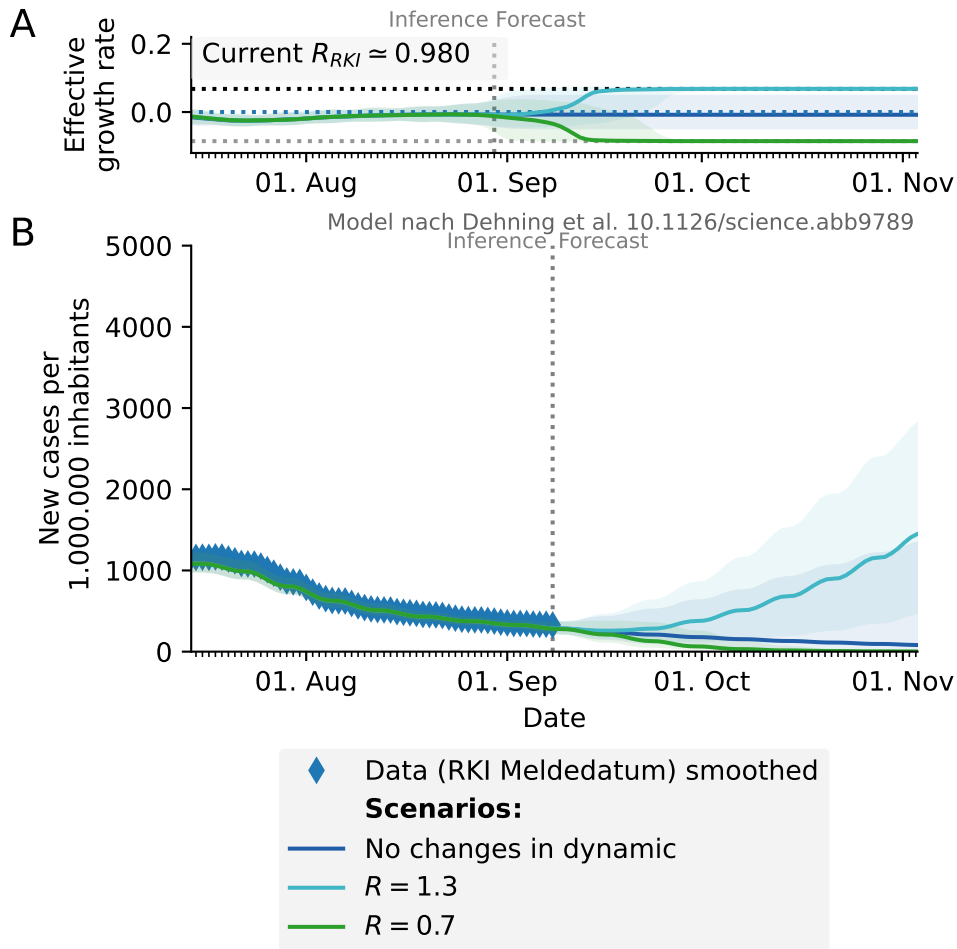 A
Inference Forecast
Effective
growth rate
0.2
0.0
Current R_RKI ≃ 0.980
01. Aug
01. Sep
01. Oct
01. Nov
B
Model nach Dehning et al. 10.1126/science.abb9789
Inference Forecast
New cases per
1.000.000 inhabitants
5000
4000
3000
2000
1000
0
01. Aug
01. Sep
01. Oct
01. Nov
Date
Data (RKI Meldedatum) smoothed
Scenarios:
No changes in dynamic
R = 1.3
R = 0.7